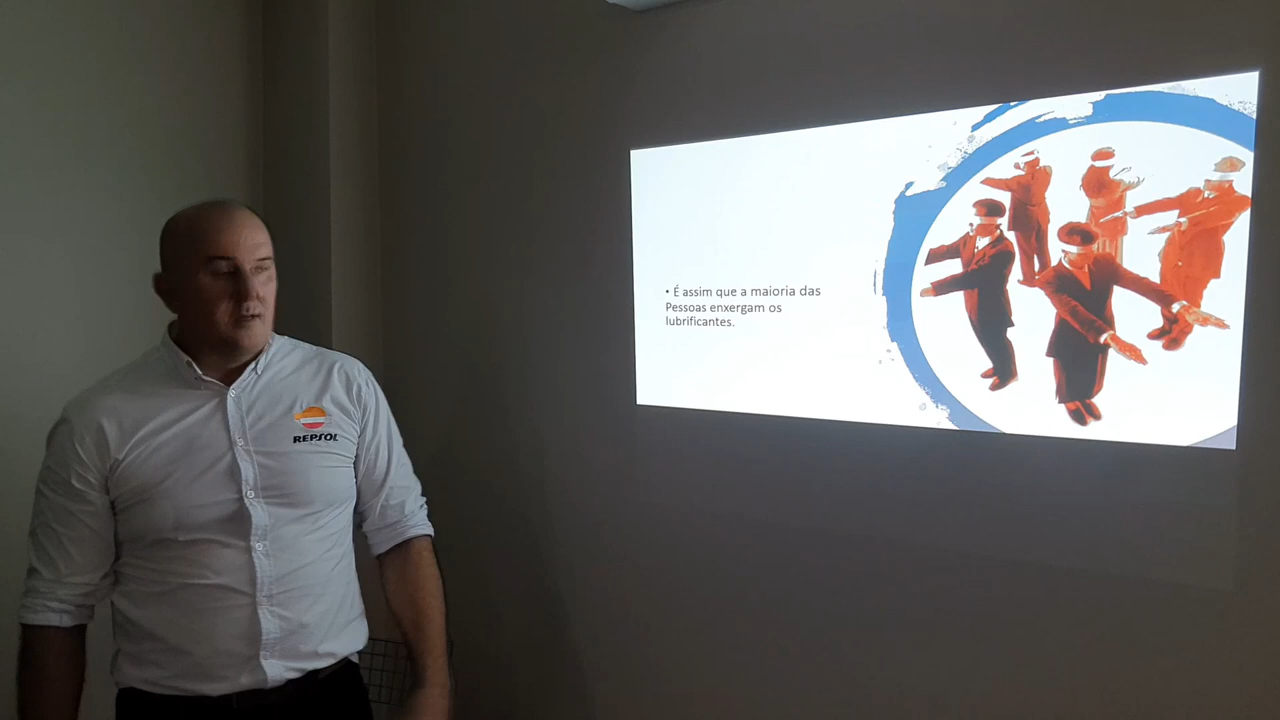 • É assim que a maioria das
Pessoas enxergam os
lubrificantes.
REPSOL